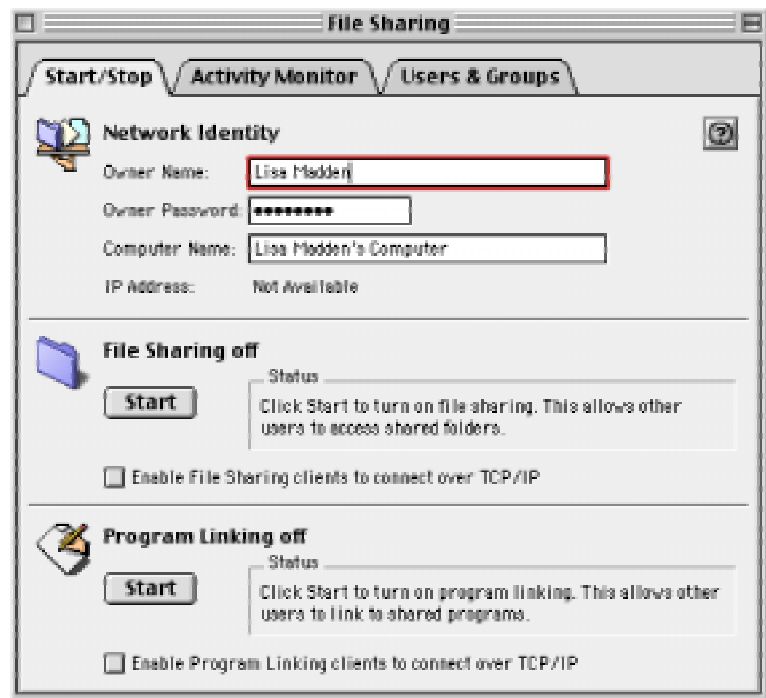 File Sharing
Start/Stop
Activity Monitor
Users & Groups
Network Identity
Owner Name: Lisa Madden
Owner Password: ••••••••
Computer Name: Lisa Madden's Computer
IP Address: Not Available
File Sharing off
Status
Start
Click Start to turn on file sharing. This allows other
users to access shared folders.
Enable File Sharing clients to connect over TCP/IP
Program Linking off
Status
Start
Click Start to turn on program linking. This allows other
users to link to shared programs.
Enable Program Linking clients to connect over TCP/IP